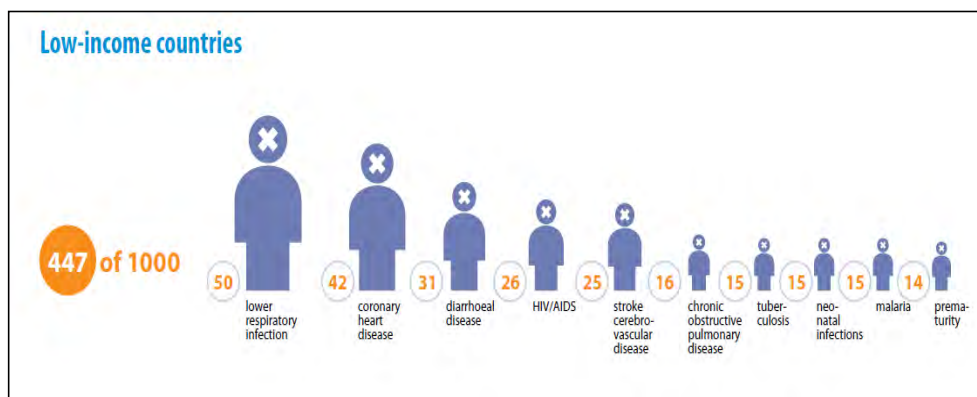 Low-income countries
447 of 1000
50
lower
respiratory
infection
42
coronary
heart
disease
31
diarrhoeal
disease
26
HIV/AIDS
25
stroke
cerebro-
vascular
disease
16
chronic
obstructive
pulmonary
disease
15
tuber-
culosis
15
neo-
natal
infections
15
malaria
14
prema-
turity